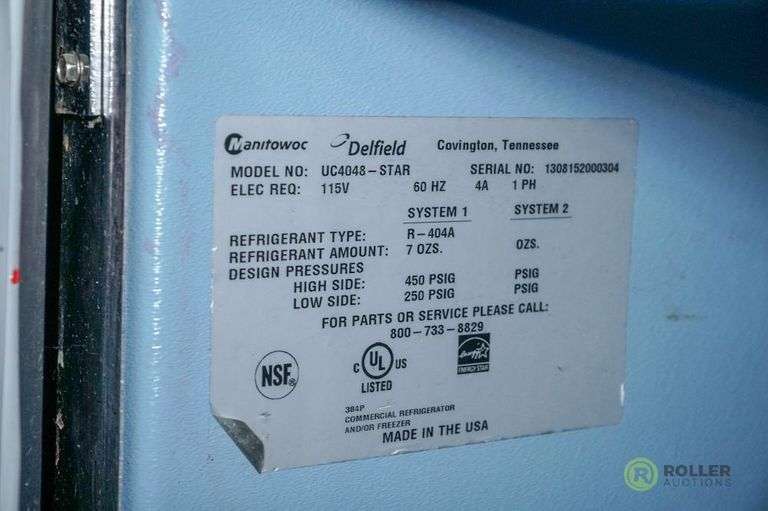 Manitowoc Delfield Covington, Tennessee
MODEL NO: UC4048-STAR SERIAL NO: 1308152000304
ELEC REQ: 115V 60 HZ 4A 1 PH
SYSTEM 1 SYSTEM 2
REFRIGERANT TYPE: R-404A
REFRIGERANT AMOUNT: 7 OZS. OZS.
DESIGN PRESSURES
HIGH SIDE: 450 PSIG PSIG
LOW SIDE: 250 PSIG PSIG
FOR PARTS OR SERVICE PLEASE CALL:
800-733-8829
NSF®
C UL US
LISTED
energy
ENERGY STAR
384P
COMMERCIAL REFRIGERATOR
AND/OR FREEZER
MADE IN THE USA
R ROLLER
AUCTIONS